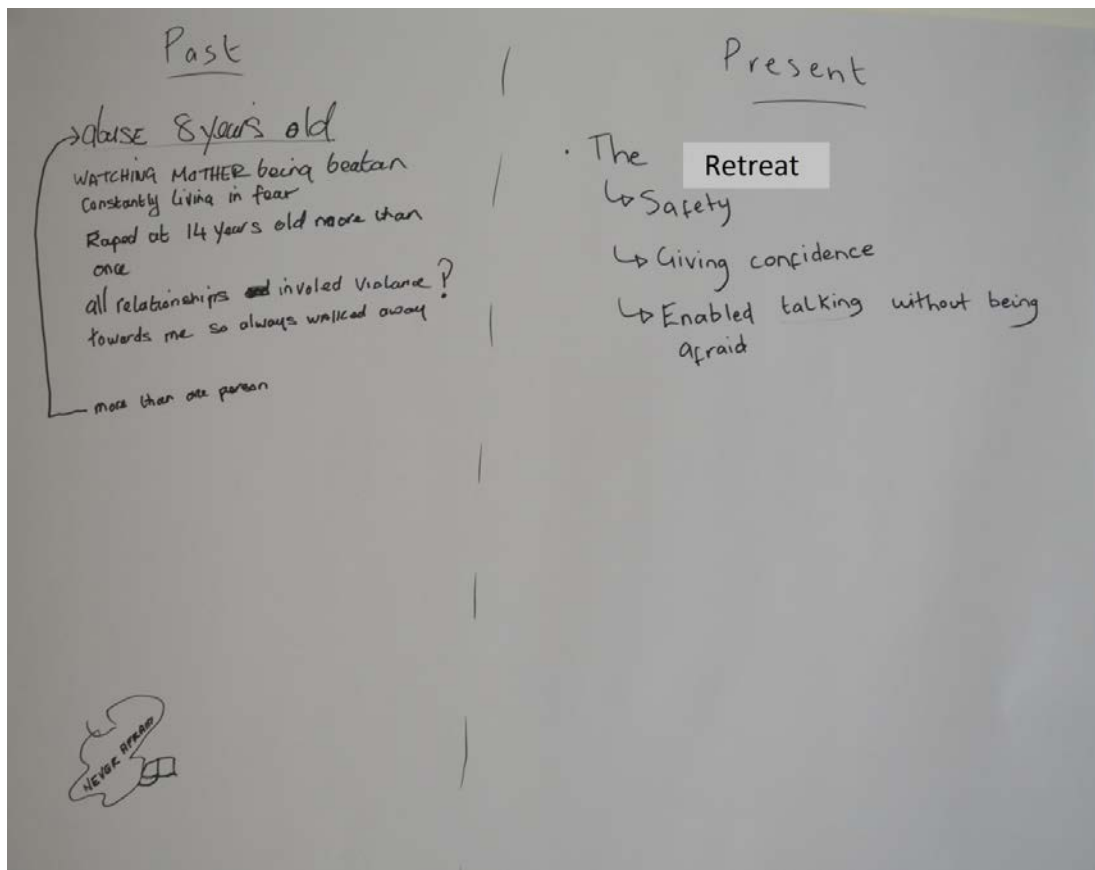 Past
abuse 8 years old
WATCHING MOTHER being beatan
Constantly Living in fear
Raped at 14 years old more than
once
all relationships involed violance?
towards me so always walked away
more than one person
NEVER AFRAID
Present
· The Retreat
↳ Safety
↳ Giving confidence
↳ Enabled talking without being
afraid